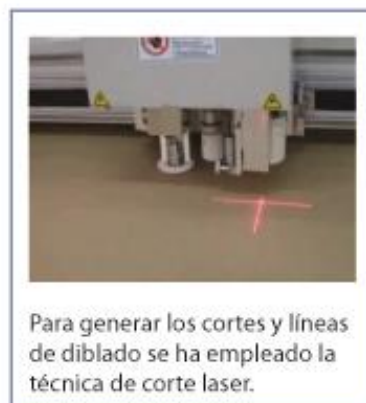 Para generar los cortes y líneas
de diblado se ha empleado la
técnica de corte laser.